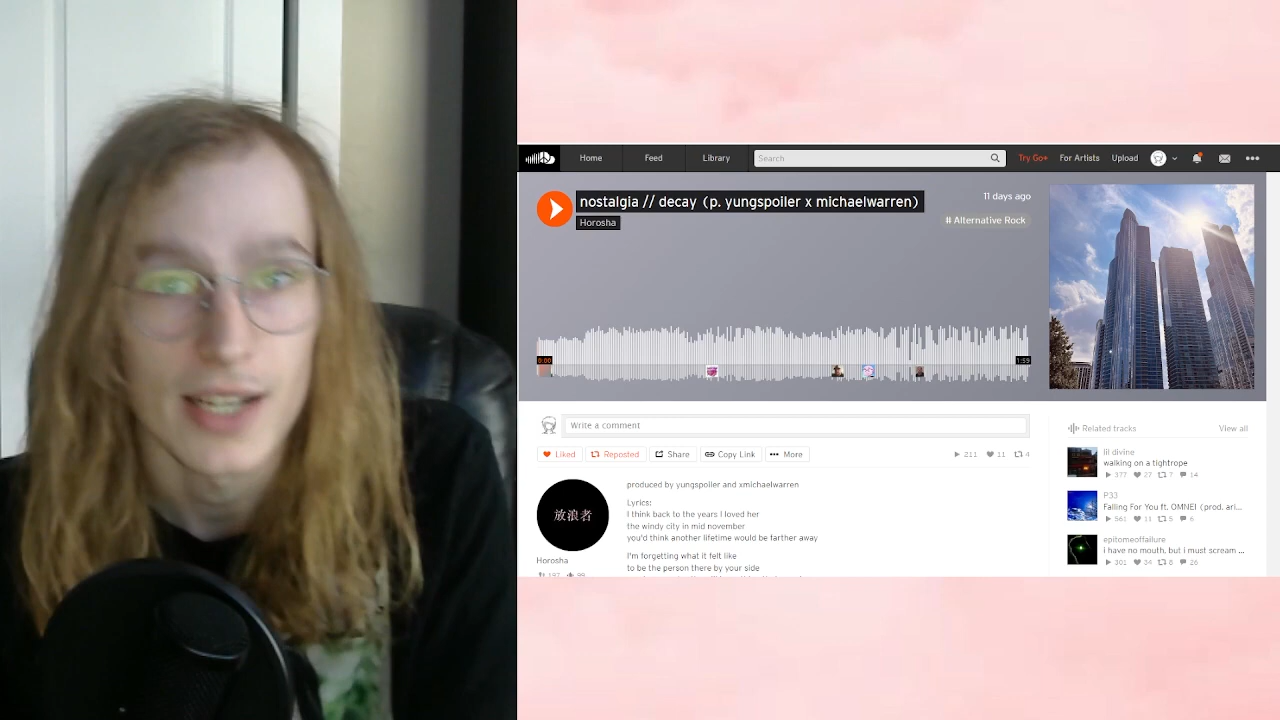 Home
Feed
Library
Search
Try Go+
For Artists
Upload
nostalgia // decay (p. yungspoiler x michaelwarren)
Horosha
11 days ago
# Alternative Rock
0:00
1:59
Write a comment
Liked
Reposted
Share
Copy Link
More
211
11
4
放浪者
Horosha
produced by yungspoiler and xmichaelwarren
Lyrics:
I think back to the years I loved her
the windy city in mid november
you'd think another lifetime would be farther away
I'm forgetting what it felt like
to be the person there by your side
Related tracks
View all
lil divine
walking on a tightrope
377 27 7 14
P33
Falling For You ft. OMNEI (prod. ari...
561 11 5 6
epitomeoffailure
i have no mouth, but i must scream ...
301 34 8 26